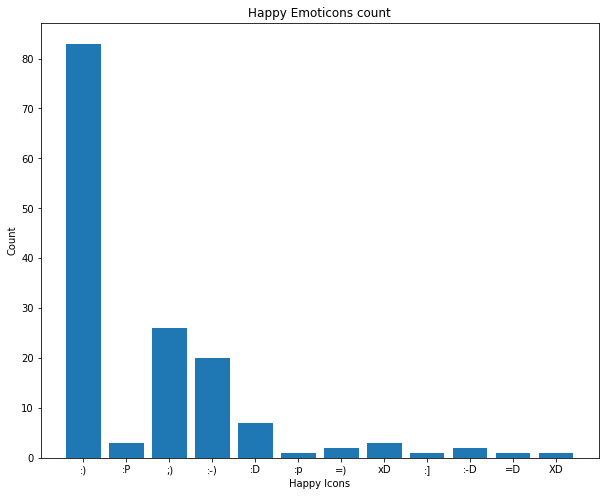 Happy Emoticons count
Count
80
70
60
50
40
30
20
10
0
:) :P ;) :-) :D :p =) xD :] :-D =D XD
Happy Icons